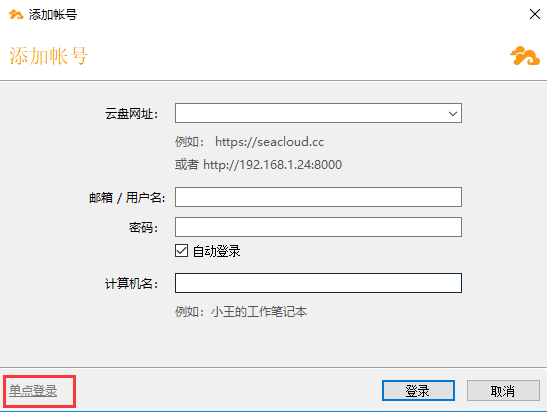 添加帐号
添加帐号
云盘网址：
例如： https://seacloud.cc
或者 http://192.168.1.24:8000
邮箱 / 用户名:
密码：
自动登录
计算机名：
例如：小王的工作笔记本
单点登录 登录 取消